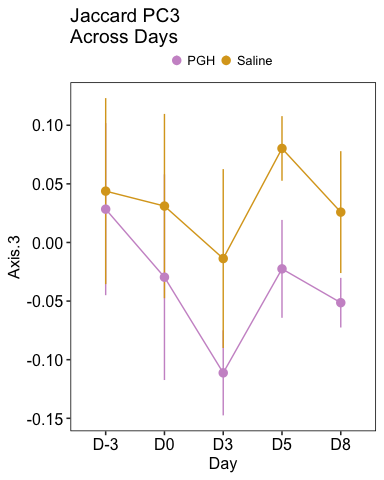 Jaccard PC3
Across Days
PGH Saline
0.10
0.05
0.00
-0.05
-0.10
-0.15
Axis.3
D-3 D0 D3 D5 D8
Day